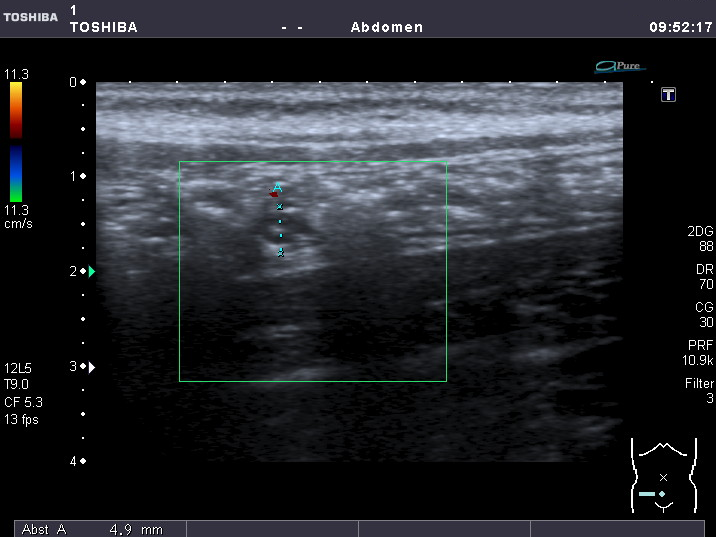 TOSHIBA
1
TOSHIBA - - Abdomen 09:52:17
aPure
T
11.3
11.3
cm/s
0
1
2
3
4
A
2DG
88
DR
70
CG
30
PRF
10.9k
Filter
3
12L5
T9.0
CF 5.3
13 fps
Abst A 4.9 mm